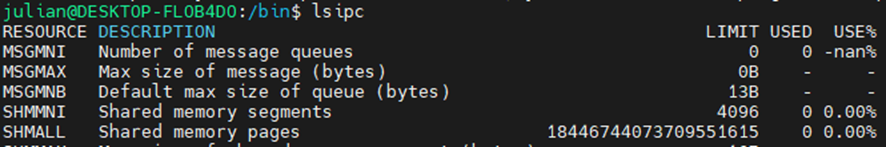 julian@DESKTOP-FLOB4DO:/bin$ lsipc
RESOURCE DESCRIPTION LIMIT USED USE%
MSGMNI Number of message queues 0 0 -nan%
MSGMAX Max size of message (bytes) 0B - -
MSGMNB Default max size of queue (bytes) 13B - -
SHMMNI Shared memory segments 4096 0 0.00%
SHMALL Shared memory pages 18446744073709551615 0 0.00%